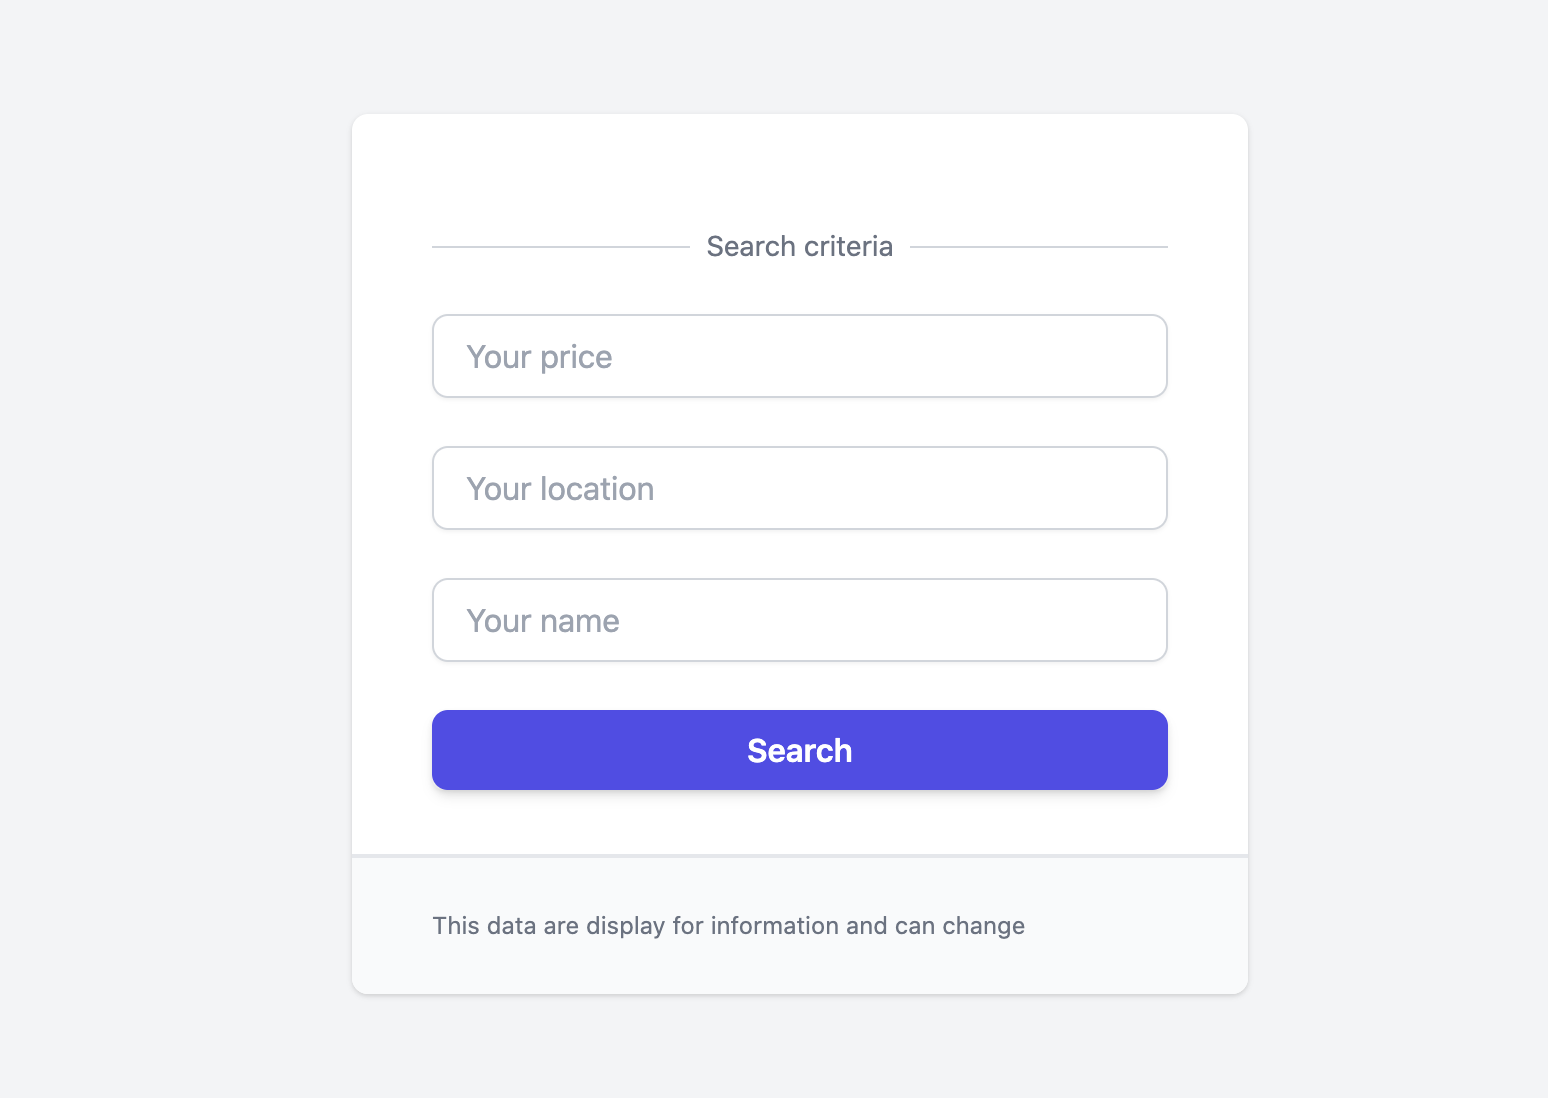 Search criteria
Your price
Your location
Your name
Search
This data are display for information and can change